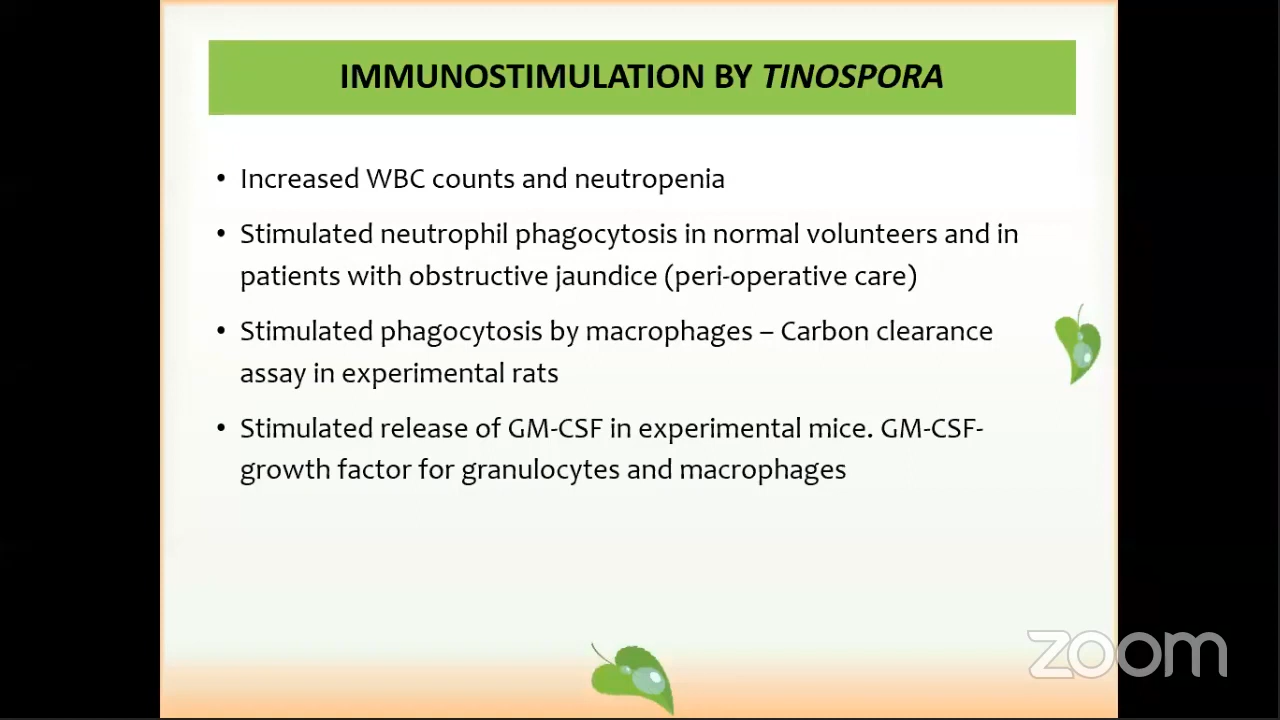 IMMUNOSTIMULATION BY TINOSPORA
• Increased WBC counts and neutropenia
• Stimulated neutrophil phagocytosis in normal volunteers and in
patients with obstructive jaundice (peri-operative care)
• Stimulated phagocytosis by macrophages – Carbon clearance
assay in experimental rats
• Stimulated release of GM-CSF in experimental mice. GM-CSF-
growth factor for granulocytes and macrophages
zoom